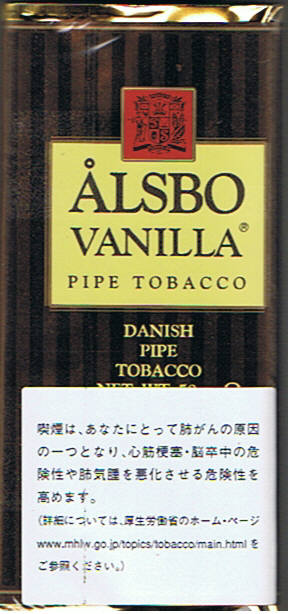 ÅLSBO
VANILLA®
PIPE TOBACCO
DANISH
PIPE
TOBACCO
NET WT 50
喫煙は、あなたにとって肺がんの原因
の一つとなり、心筋梗塞・脳卒中の危
険性や肺気腫を悪化させる危険性を
高めます。
(詳細については、厚生労働省のホーム・ページ
www.mhlw.go.jp/topics/tobacco/main.html を
ご参照ください。)